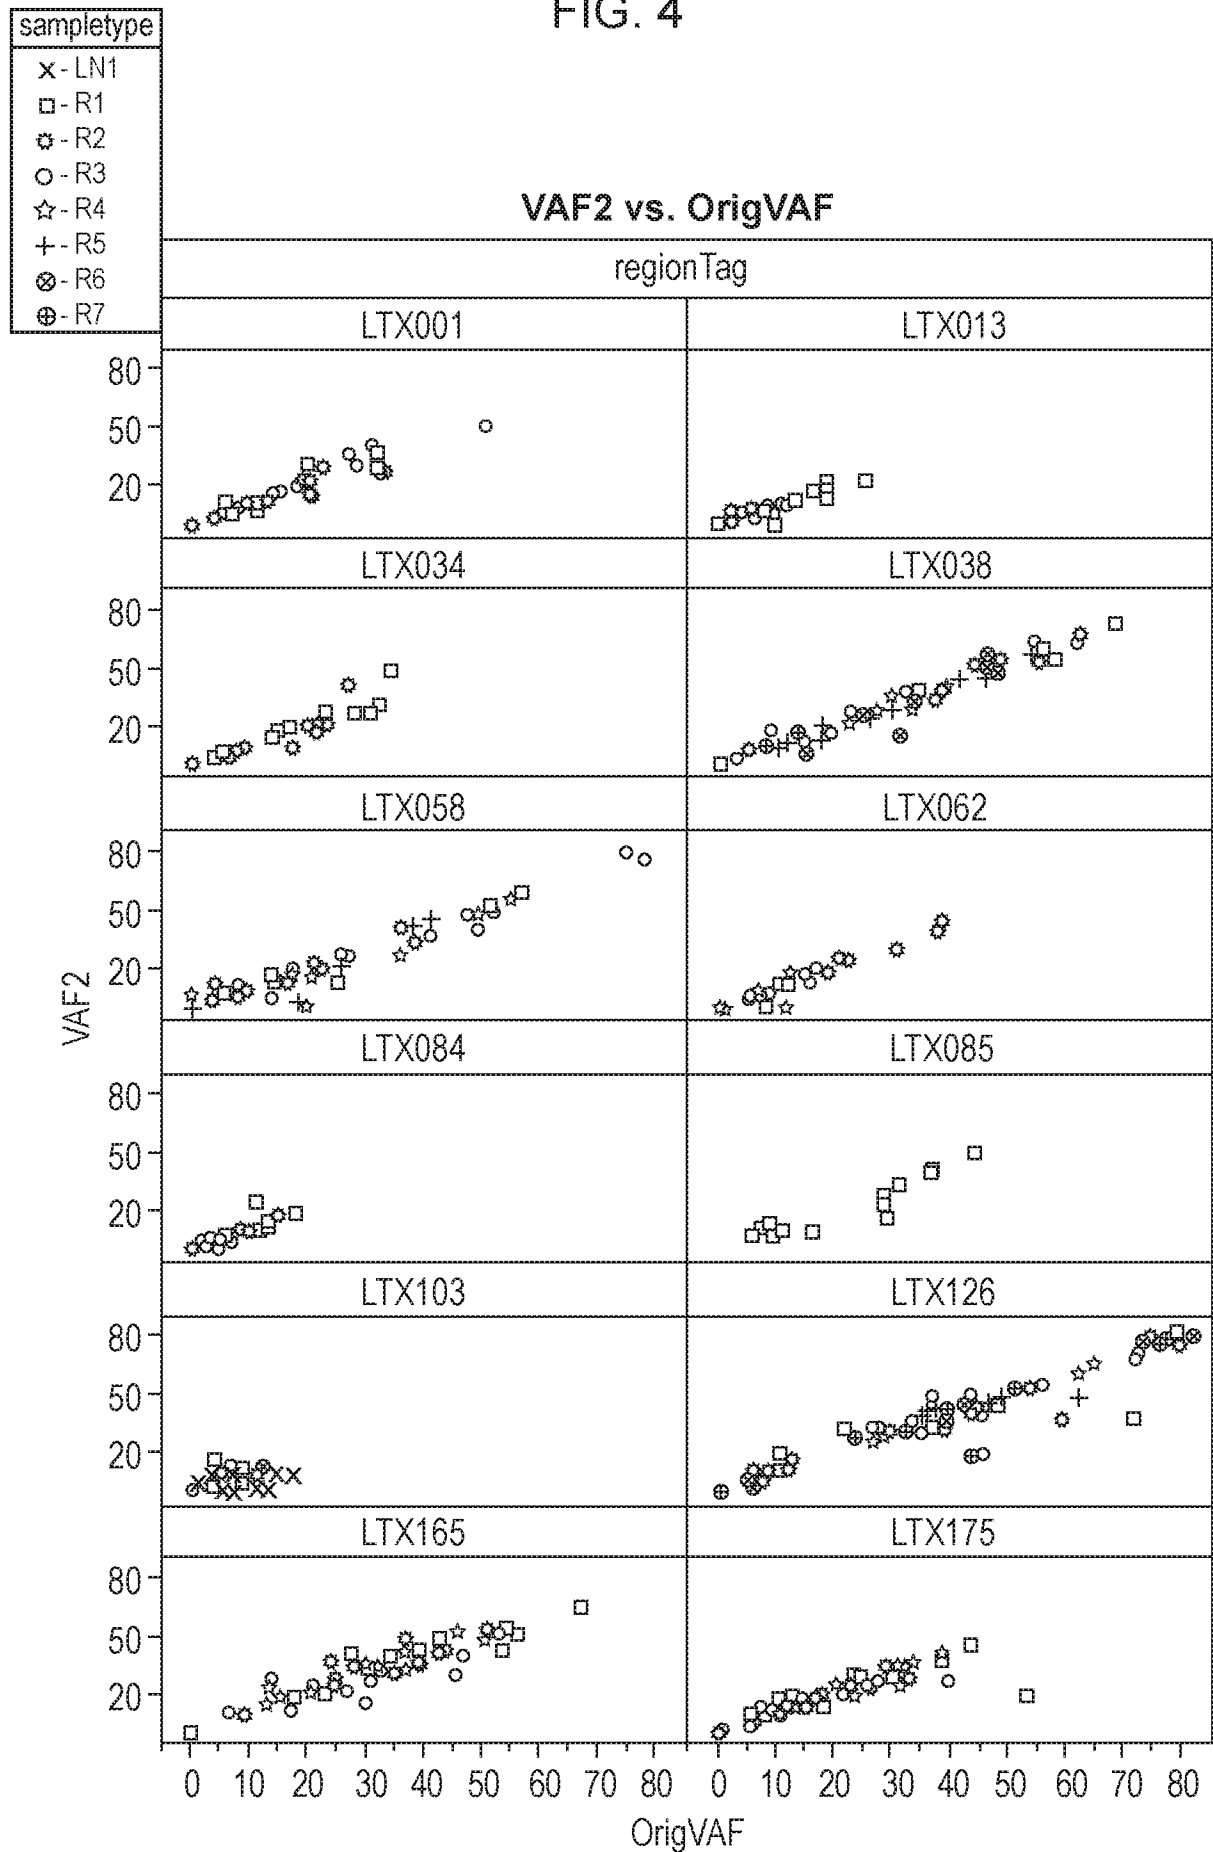 FIG. 4
sampletype
x - LN1
□ - R1
✡ - R2
○ - R3
☆ - R4
+ - R5
⊗ - R6
⊕ - R7
VAF2 vs. OrigVAF
regionTag
LTX001 LTX013
80
50
20
LTX034 LTX038
80
50
20
LTX058 LTX062
80
50
20
VAF2
LTX084 LTX085
80
50
20
LTX103 LTX126
80
50
20
LTX165 LTX175
80
50
20
0 10 20 30 40 50 60 70 80 0 10 20 30 40 50 60 70 80
OrigVAF